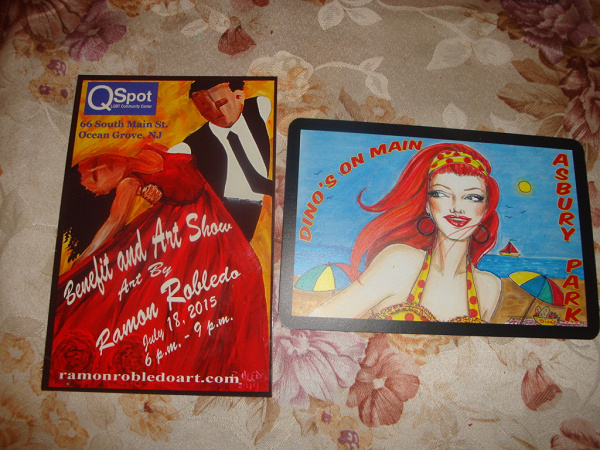 QSpot
LGBT Community Center
66 South Main St.
Ocean Grove, NJ
Benefit and Art Show
Art By
Ramon Robledo
July 18, 2015
6 p.m. - 9 p.m.
ramonrobledoart.com
DINO'S ON MAIN
ASBURY PARK